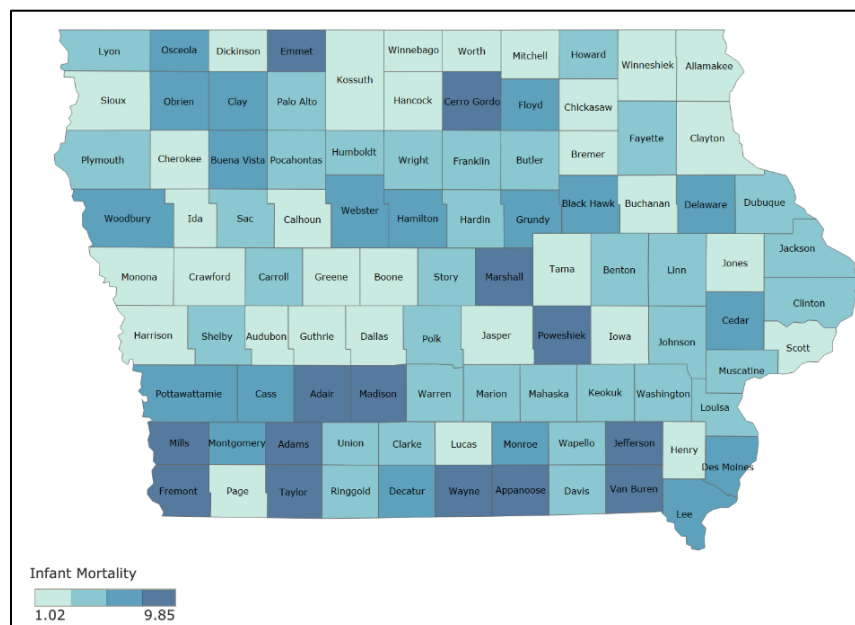 Lyon Osceola Dickinson Emmet Winnebago Worth Mitchell Howard Winneshiek Allamakee
Kossuth
Sioux Obrien Clay Palo Alto Hancock Cerro Gordo Floyd Chickasaw
Plymouth Cherokee Buena Vista Pocahontas Humboldt Wright Franklin Butler Bremer Fayette Clayton
Woodbury Ida Sac Calhoun Webster Hamilton Hardin Grundy Black Hawk Buchanan Delaware Dubuque
Jackson
Monona Crawford Carroll Greene Boone Story Marshall Tama Benton Linn Jones
Clinton
Harrison Shelby Audubon Guthrie Dallas Polk Jasper Poweshiek Iowa Johnson Cedar Scott
Muscatine
Pottawattamie Cass Adair Madison Warren Marion Mahaska Keokuk Washington
Louisa
Mills Montgomery Adams Union Clarke Lucas Monroe Wapello Jefferson Henry
Des Moines
Fremont Page Taylor Ringgold Decatur Wayne Appanoose Davis Van Buren
Lee
Infant Mortality
1.02 9.85